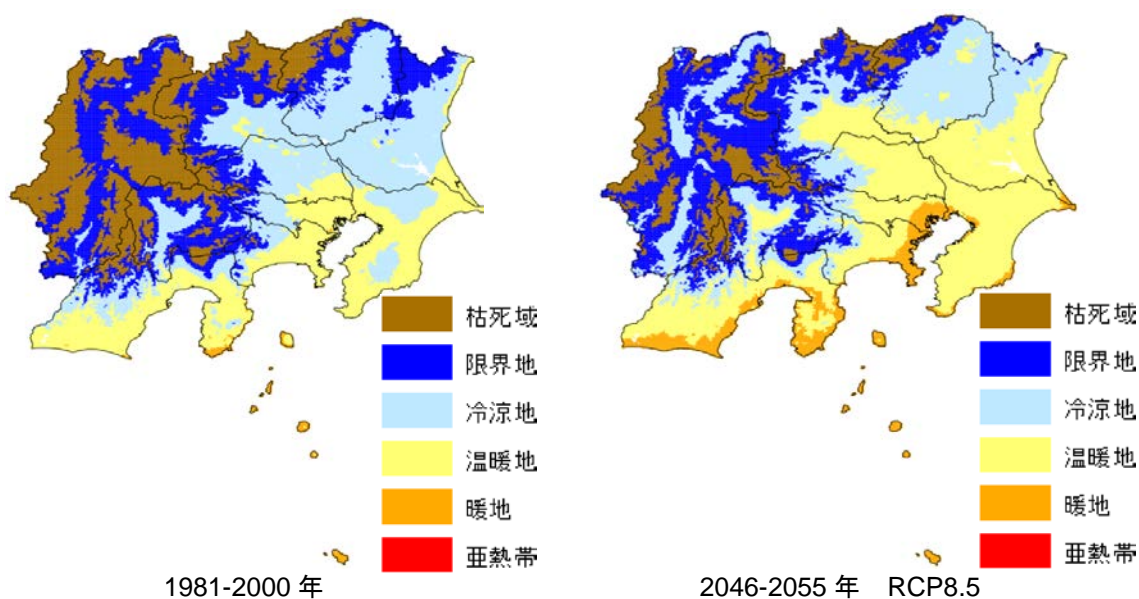 枯死域
限界地
冷涼地
温暖地
暖地
亜熱帯
1981-2000 年
枯死域
限界地
冷涼地
温暖地
暖地
亜熱帯
2046-2055 年 RCP8.5